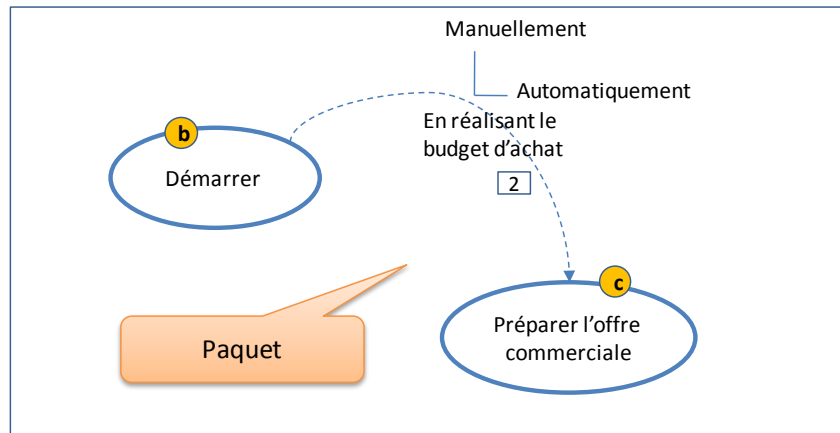 Manuellement
Automatiquement
En réalisant le
budget d'achat
2
b
Démarrer
c
Préparer l'offre
commerciale
Paquet